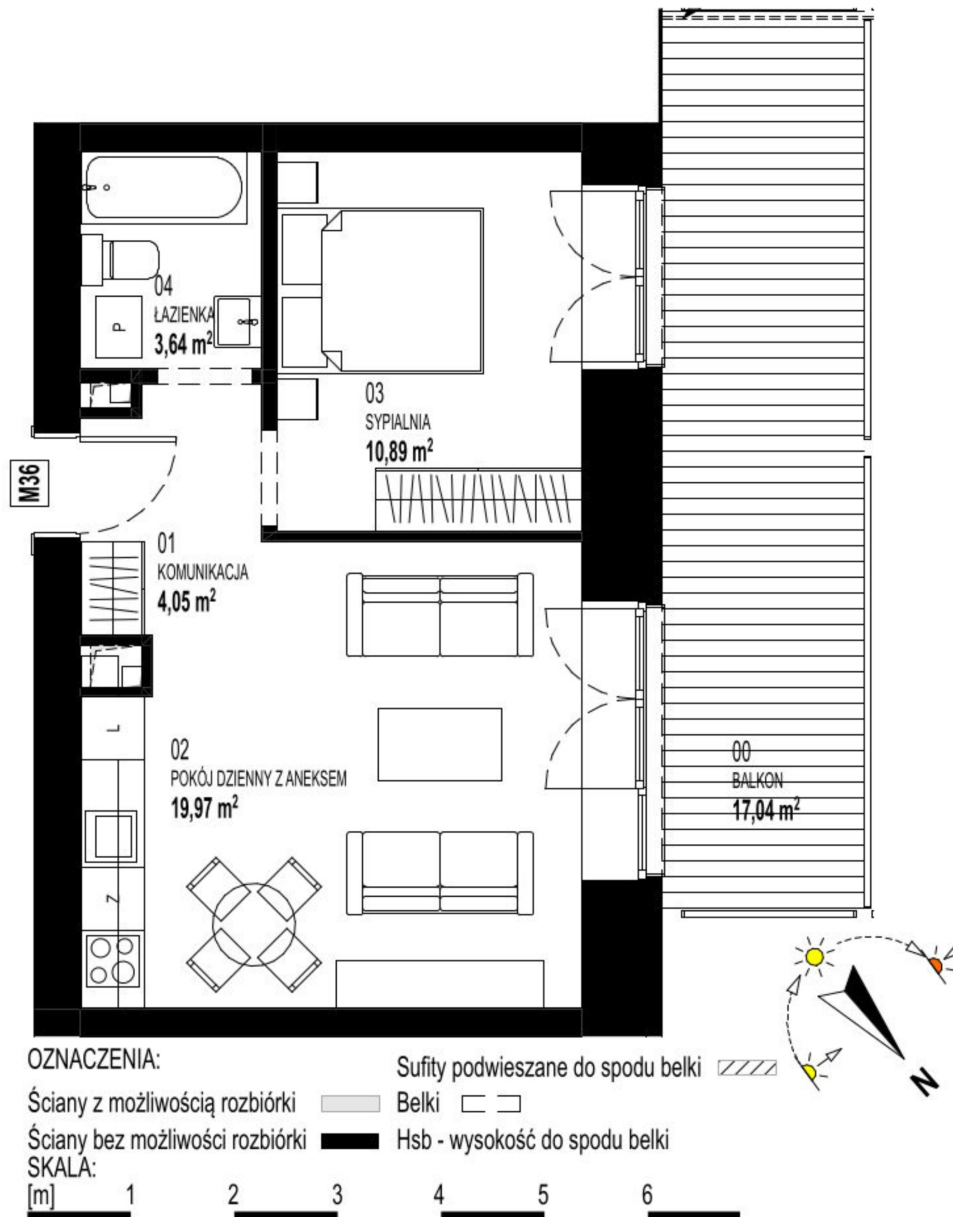 04
ŁAZIENKA
3,64 m²
P
03
SYPIALNIA
10,89 m²
M36
01
KOMUNIKACJA
4,05 m²
L
02
POKÓJ DZIENNY Z ANEKSEM
19,97 m²
00
BALKON
17,04 m²
Z
N
OZNACZENIA:
Sufity podwieszane do spodu belki
Ściany z możliwością rozbiórki
Belki
Ściany bez możliwości rozbiórki
Hsb - wysokość do spodu belki
SKALA:
[m] 1 2 3 4 5 6